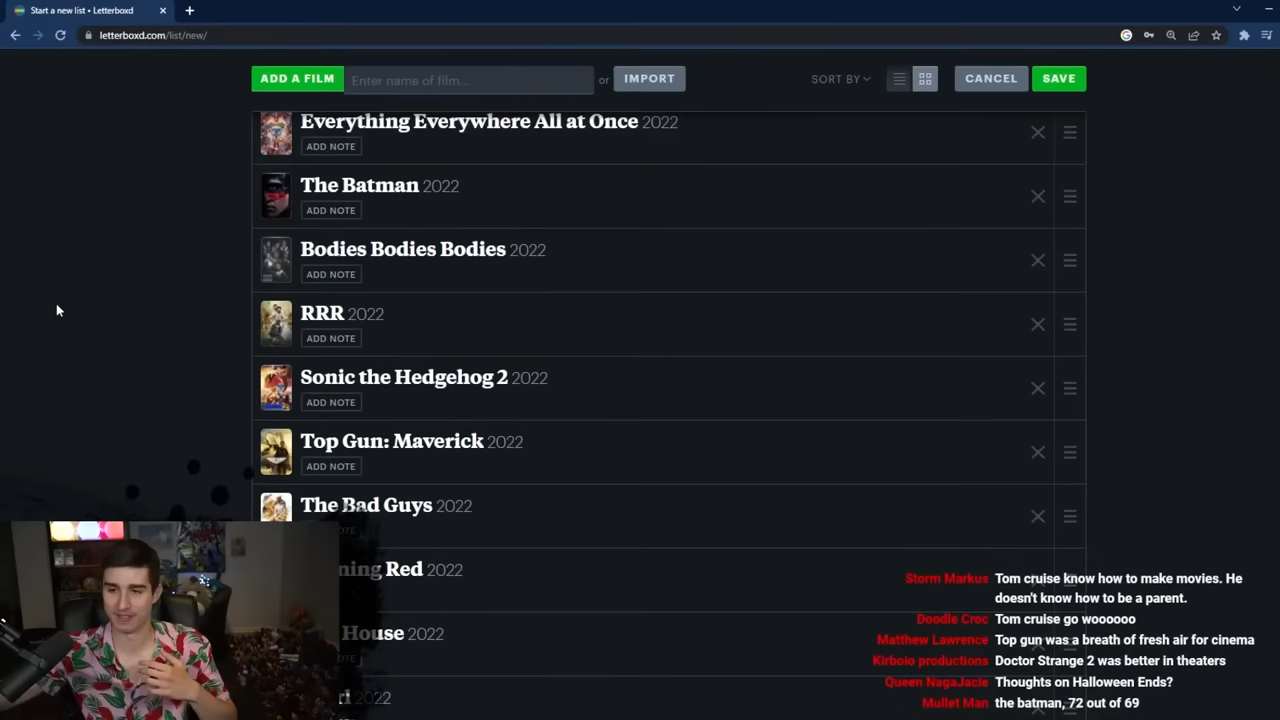 Start a new list • Letterboxd
letterboxd.com/list/new/
ADD A FILM Enter name of film... or IMPORT SORT BY CANCEL SAVE
Everything Everywhere All at Once 2022
ADD NOTE
The Batman 2022
ADD NOTE
Bodies Bodies Bodies 2022
ADD NOTE
RRR 2022
ADD NOTE
Sonic the Hedgehog 2 2022
ADD NOTE
Top Gun: Maverick 2022
ADD NOTE
The Bad Guys 2022
ning Red 2022
House 2022
2022
Storm Markus Tom cruise know how to make movies. He
doesn't know how to be a parent.
Doodle Croc Tom cruise go woooooo
Matthew Lawrence Top gun was a breath of fresh air for cinema
Kirboio productions Doctor Strange 2 was better in theaters
Queen NagaJacie Thoughts on Halloween Ends?
Mullet Man the batman, 72 out of 69